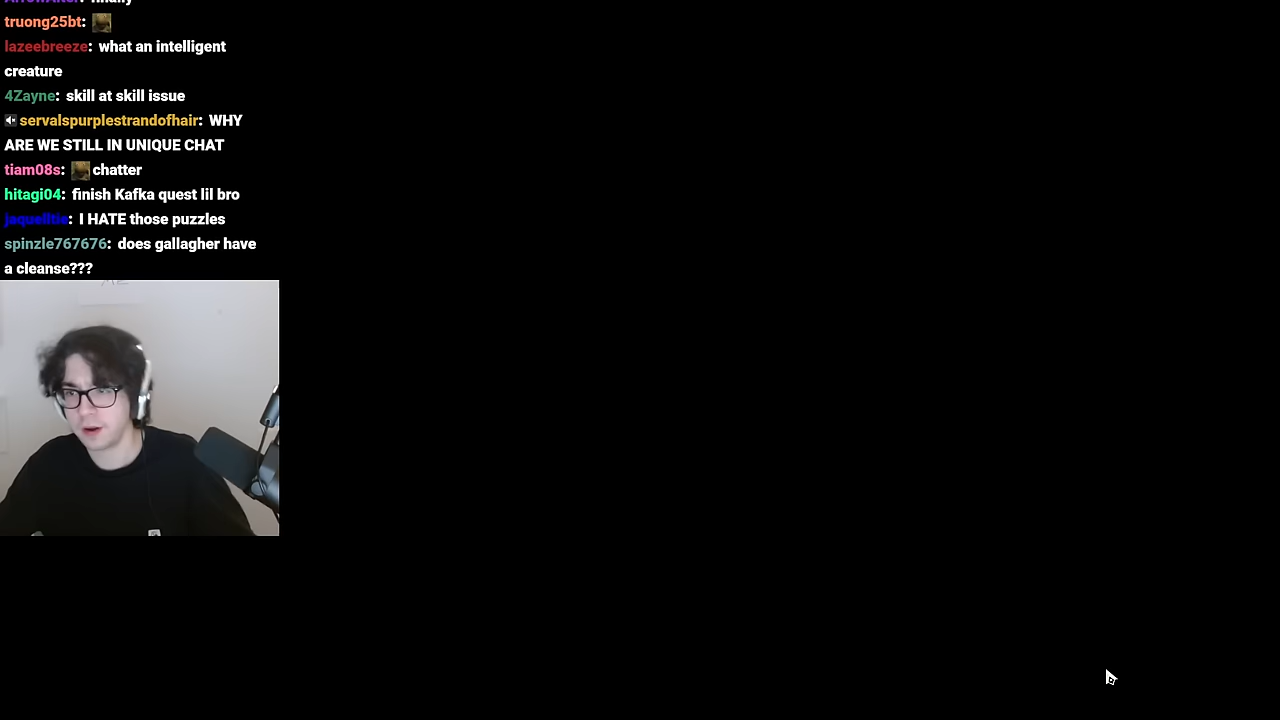 truong25bt:
lazeebreeze: what an intelligent
creature
4Zayne: skill at skill issue
servalspurplestrandofhair: WHY
ARE WE STILL IN UNIQUE CHAT
tiam08s: chatter
hitagi04: finish Kafka quest lil bro
jaquelltie: I HATE those puzzles
spinzle767676: does gallagher have
a cleanse???